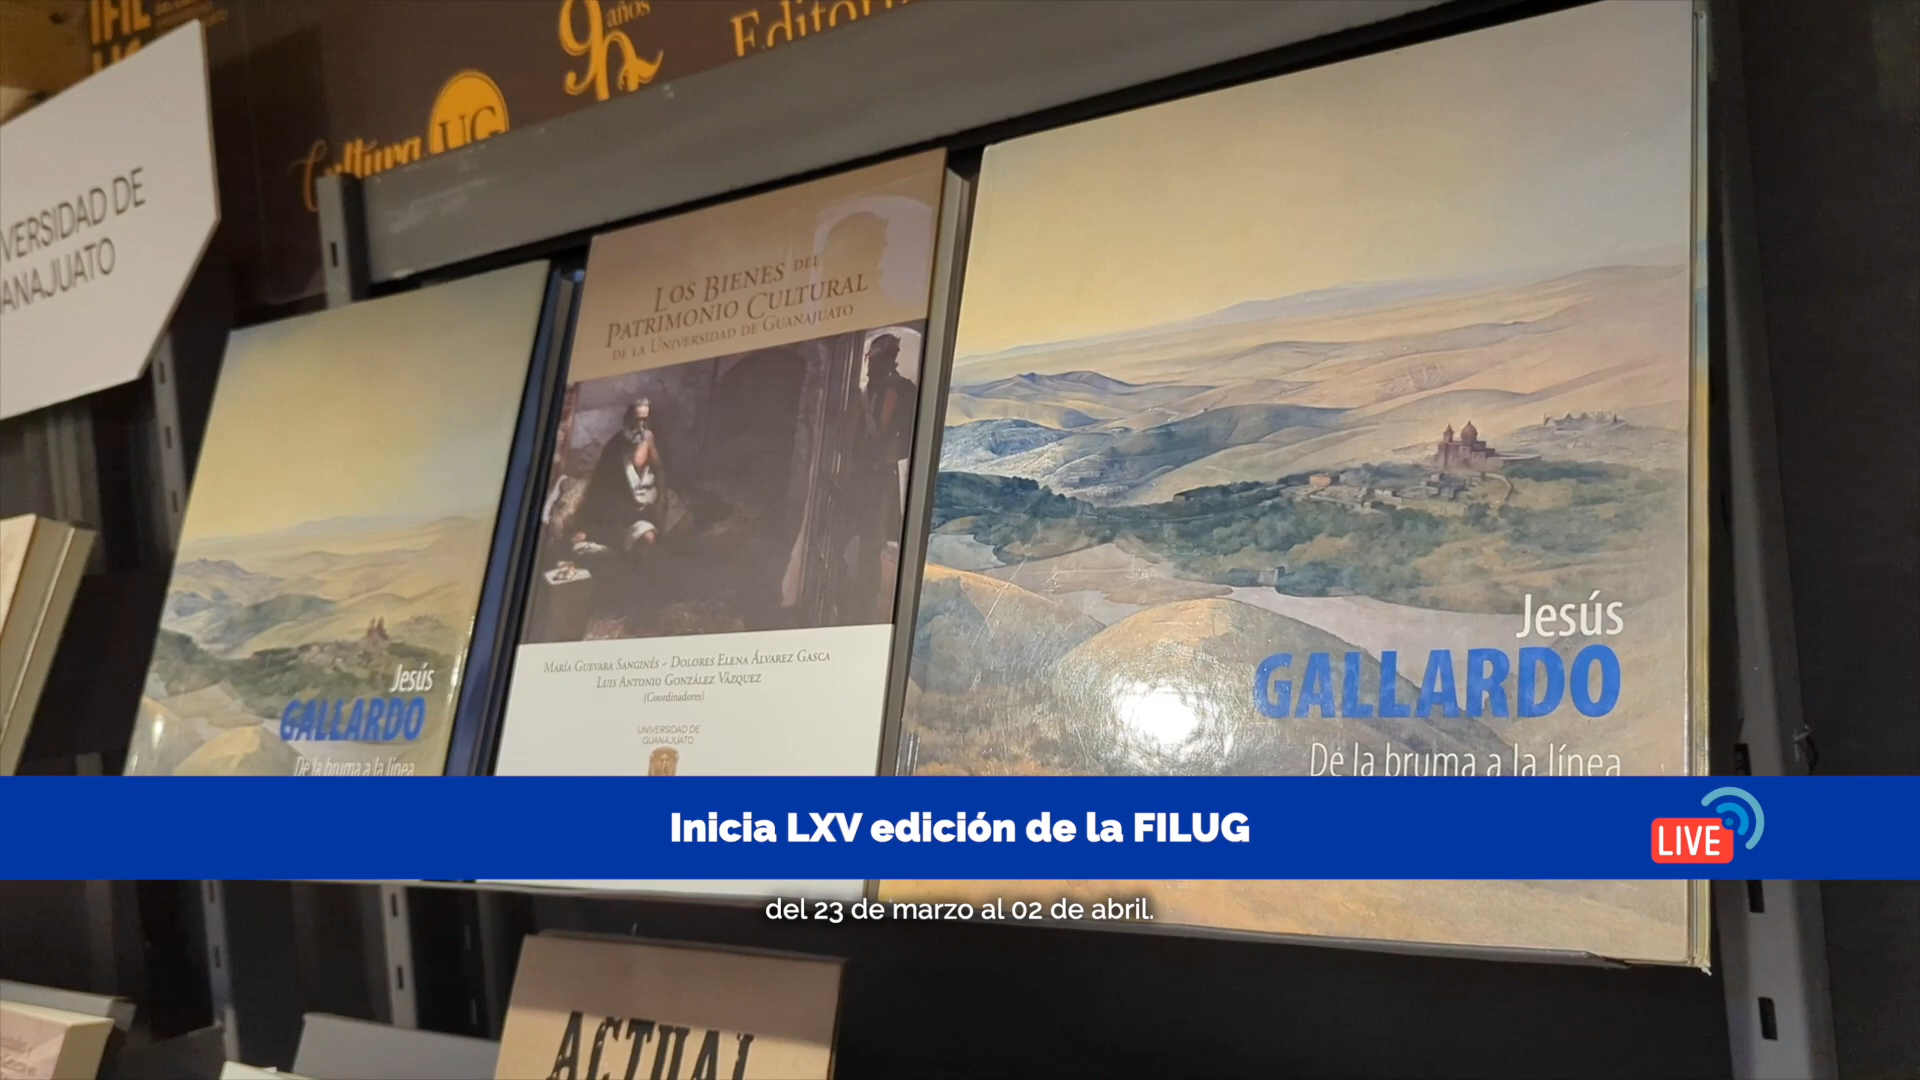 años
90
Editor
Cultura UG
VERSIDAD DE
ANAJUATO
LOS BIENES DEL
PATRIMONIO CULTURAL
DE LA UNIVERSIDAD DE GUANAJUATO
MARÍA GUEVARA SANGINÉS – DOLORES ELENA ÁLVAREZ GASCA
LUIS ANTONIO GONZÁLEZ VÁZQUEZ
(Coordinadores)
UNIVERSIDAD DE
GUANAJUATO
Jesús
GALLARDO
De la bruma a la línea
Jesús
GALLARDO
De la bruma a la línea
Inicia LXV edición de la FILUG
LIVE
del 23 de marzo al 02 de abril.
ACTUAL